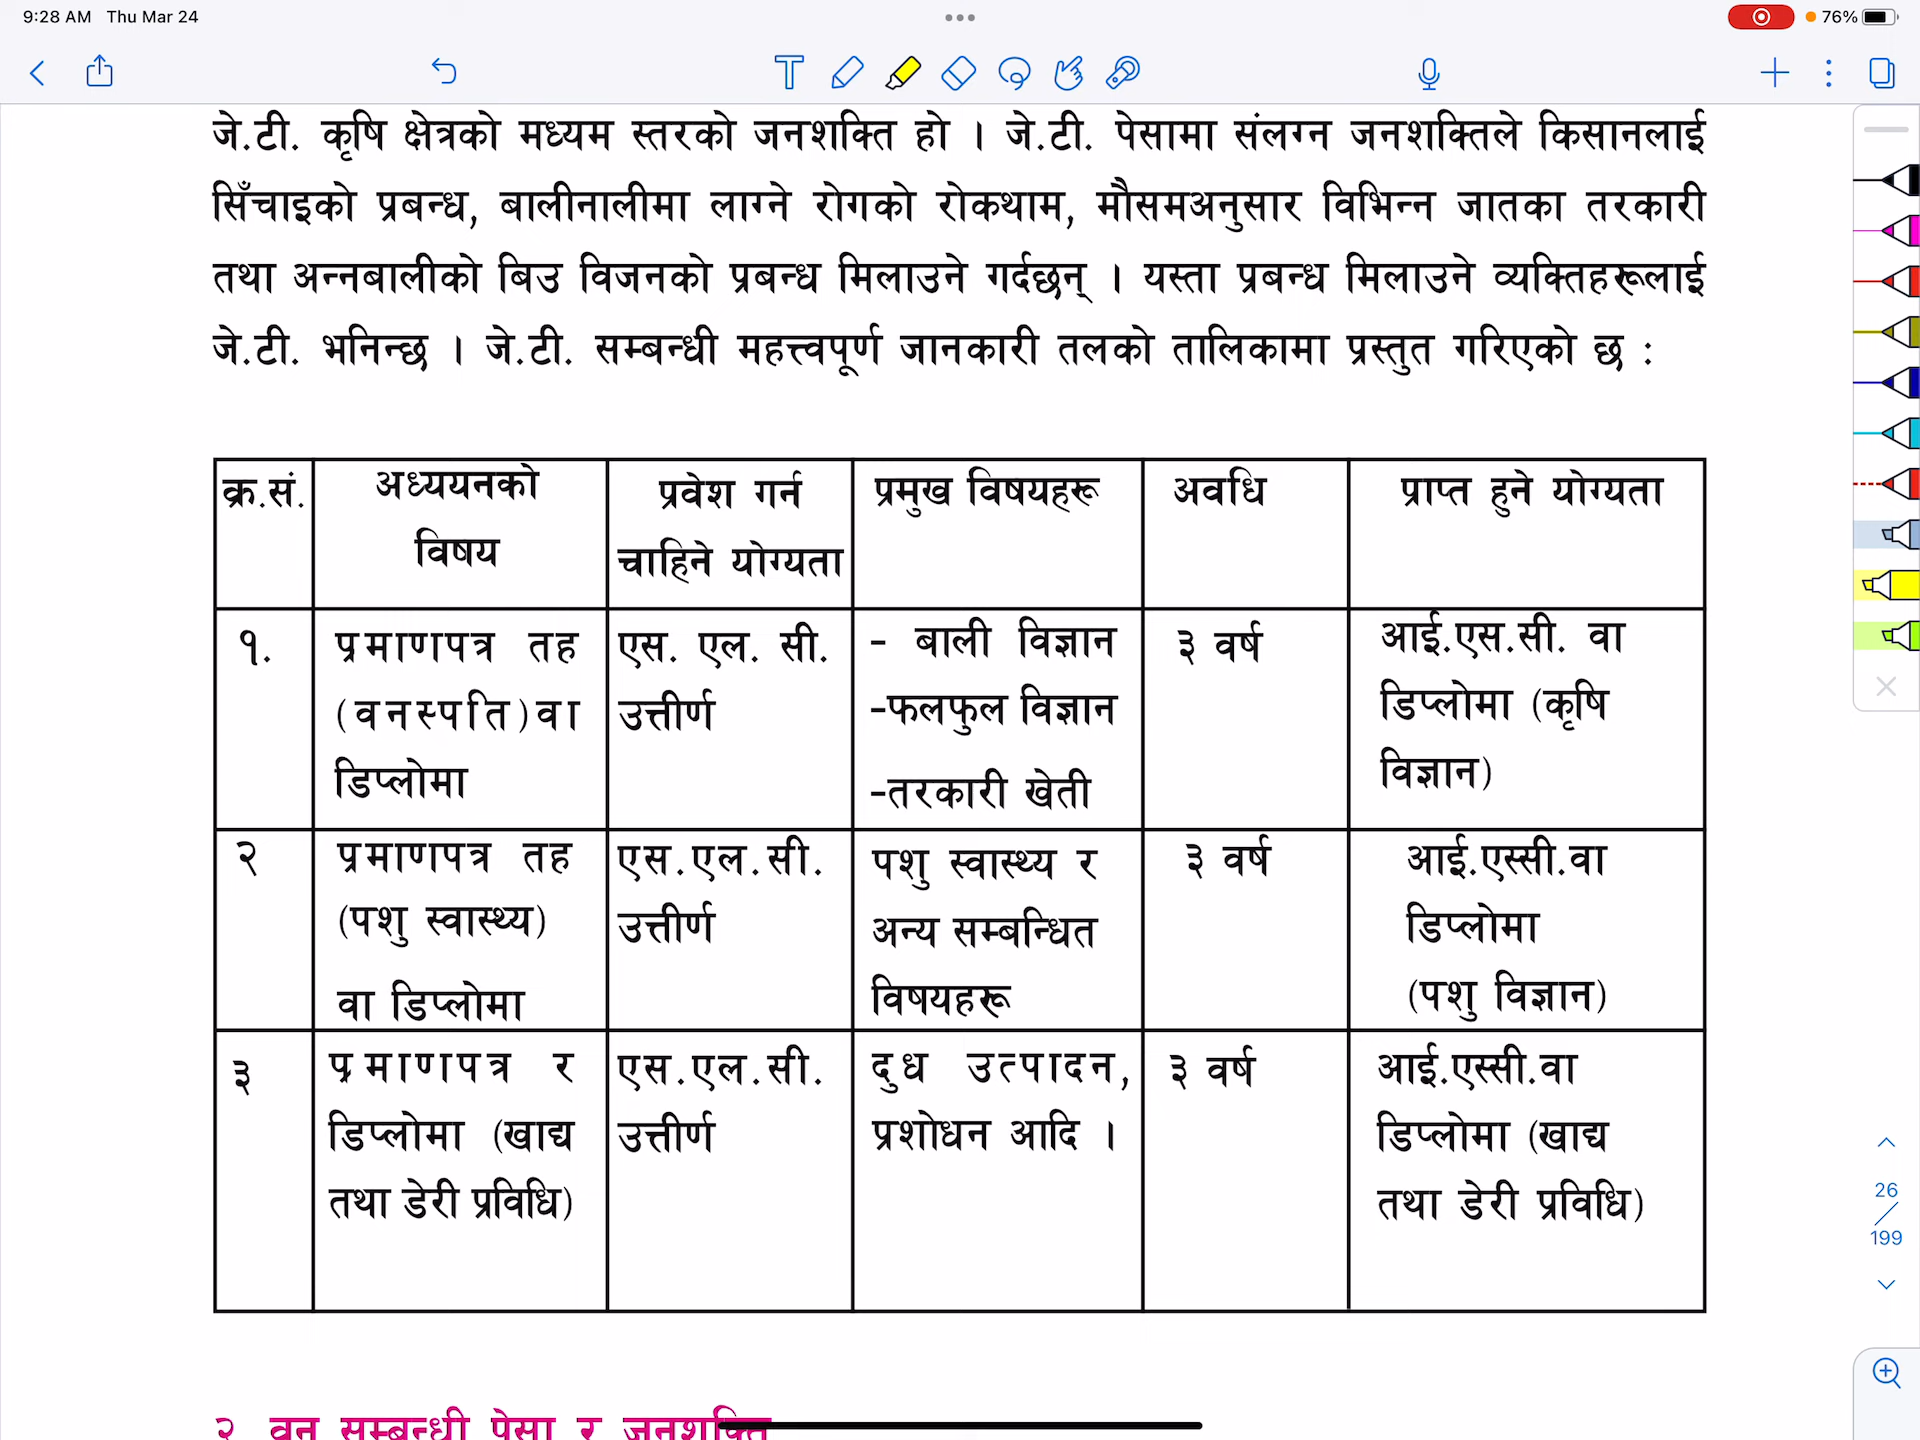 9:28 AM Thu Mar 24
76%
जे.टी. कृषि क्षेत्रको मध्यम स्तरको जनशक्ति हो । जे.टी. पेसामा संलग्न जनशक्तिले किसानलाई
सिँचाइको प्रबन्ध, बालीनालीमा लाग्ने रोगको रोकथाम, मौसमअनुसार विभिन्न जातका तरकारी
तथा अन्नबालीको बिउ विजनको प्रबन्ध मिलाउने गर्दछन् । यस्ता प्रबन्ध मिलाउने व्यक्तिहरूलाई
जे.टी. भनिन्छ । जे.टी. सम्बन्धी महत्त्वपूर्ण जानकारी तलको तालिकामा प्रस्तुत गरिएको छ :
क्र.सं.
अध्ययनको
विषय
प्रवेश गर्न
चाहिने योग्यता
प्रमुख विषयहरू
अवधि
प्राप्त हुने योग्यता
१.
प्रमाणपत्र तह
(वनस्पति)वा
डिप्लोमा
एस. एल. सी.
उत्तीर्ण
- बाली विज्ञान
-फलफुल विज्ञान
-तरकारी खेती
३ वर्ष
आई.एस.सी. वा
डिप्लोमा (कृषि
विज्ञान)
२
प्रमाणपत्र तह
(पशु स्वास्थ्य)
वा डिप्लोमा
एस.एल.सी.
उत्तीर्ण
पशु स्वास्थ्य र
अन्य सम्बन्धित
विषयहरू
३ वर्ष
आई.एस्सी.वा
डिप्लोमा
(पशु विज्ञान)
३
प्रमाणपत्र र
डिप्लोमा (खाद्य
तथा डेरी प्रविधि)
एस.एल.सी.
उत्तीर्ण
दुध उत्पादन,
प्रशोधन आदि ।
३ वर्ष
आई.एस्सी.वा
डिप्लोमा (खाद्य
तथा डेरी प्रविधि)
26
199
२. वन सम्बन्धी पेसा र जनशक्ति